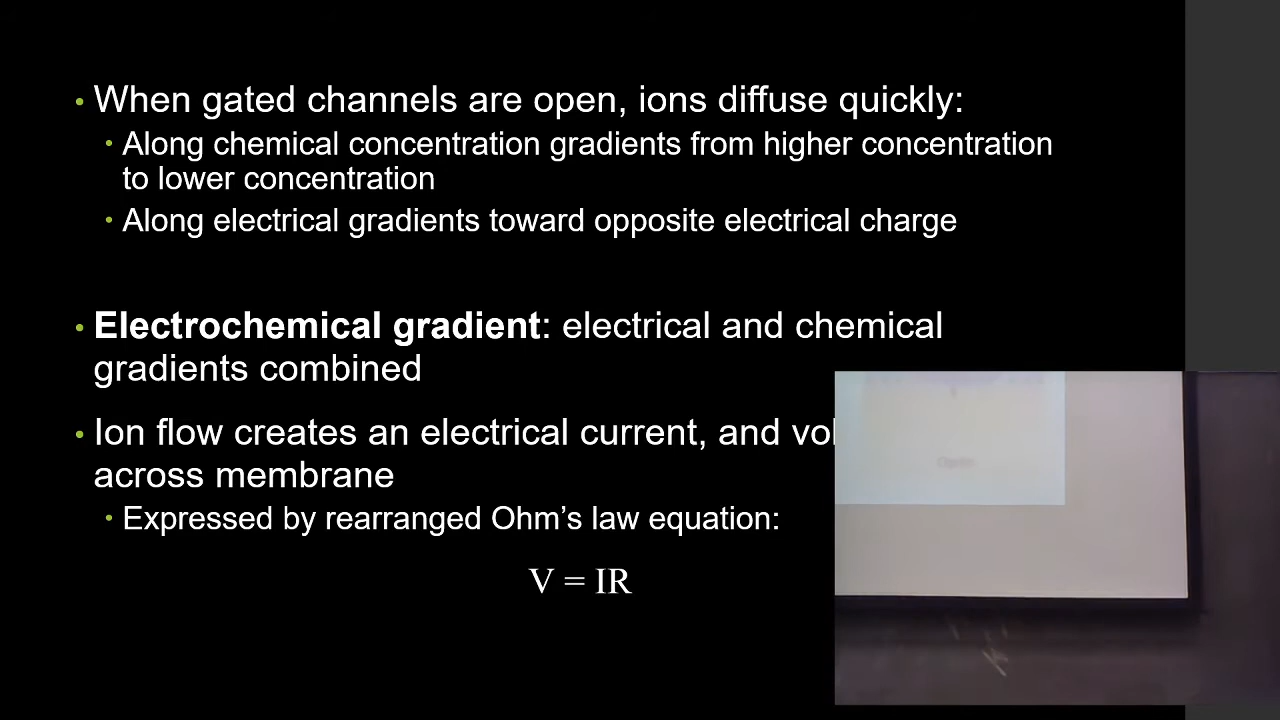 • When gated channels are open, ions diffuse quickly:
• Along chemical concentration gradients from higher concentration
to lower concentration
• Along electrical gradients toward opposite electrical charge
• Electrochemical gradient: electrical and chemical
gradients combined
• Ion flow creates an electrical current, and
across membrane
• Expressed by rearranged Ohm’s law equation:
V = IR